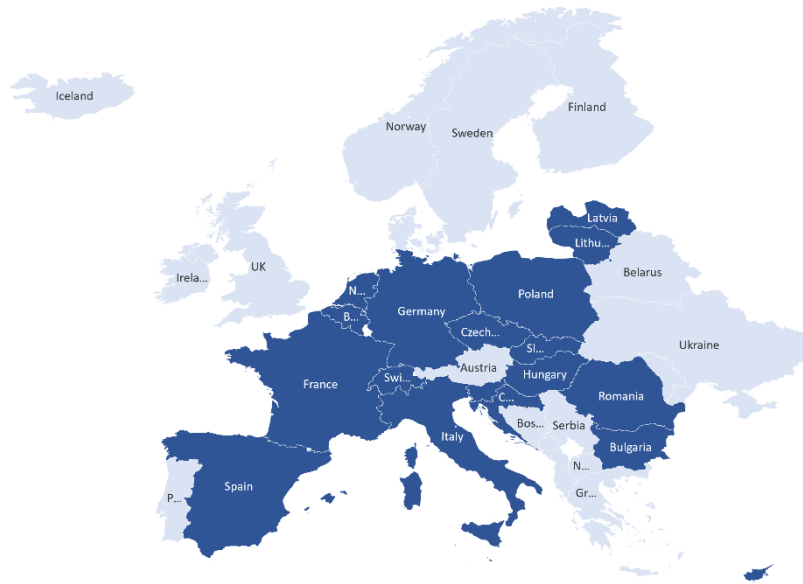 Iceland
Finland
Norway
Sweden
Latvia
Lithu...
UK
Irela...
Belarus
N...
Poland
B...
Germany
Czech...
Ukraine
Sl...
Austria
Hungary
Swi...
France
C...
Romania
Bos...
Serbia
Italy
Bulgaria
N...
Spain
P...
Gr...